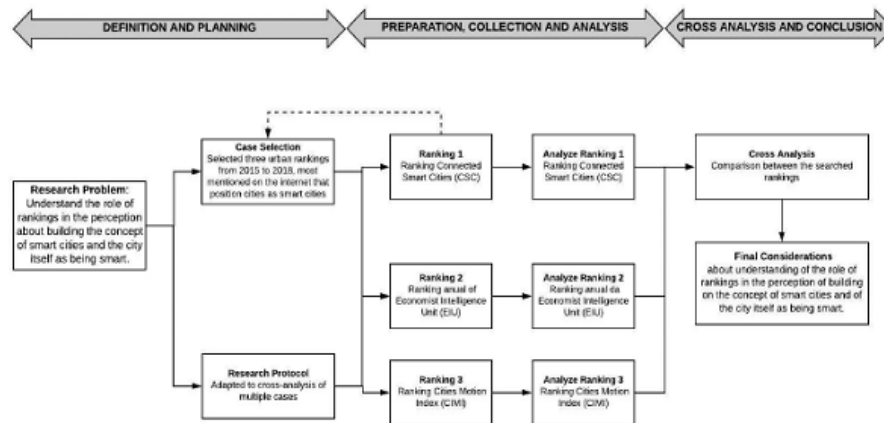 DEFINITION AND PLANNING
PREPARATION, COLLECTION AND ANALYSIS
CROSS ANALYSIS AND CONCLUSION
Research Problem:
Understand the role of
rankings in the perception
about building the concept
of smart cities and the city
itself as being smart.
Case Selection
Selected three urban rankings
from 2015 to 2018, most
mentioned on the internet that
position cities as smart cities
Research Protocol
Adapted to cross-analysis of
multiple cases
Ranking 1
Ranking Connected
Smart Cities (CSC)
Analyze Ranking 1
Ranking Connected
Smart Cities (CSC)
Ranking 2
Ranking anual of
Economist Intelligence
Unit (EIU)
Analyze Ranking 2
Ranking anual da
Economist Intelligence
Unit (EIU)
Ranking 3
Ranking Cities Motion
Index (CIMI)
Analyze Ranking 3
Ranking Cities Motion
Index (CIMI)
Cross Analysis
Comparison between the searched
rankings
Final Considerations
about understanding of the role of
rankings in the perception of building
on the concept of smart cities and of
the city itself as being smart.